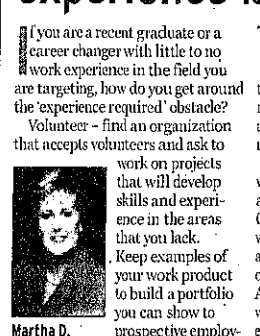 experience
If you are a recent graduate or a
career changer with little to no
work experience in the field you
are targeting, how do you get around
the ‘experience required’ obstacle?
Volunteer – find an organization
that accepts volunteers and ask to
work on projects
that will develop
skills and experi-
ence in the areas
that you lack.
Keep examples of
your work product
to build a portfolio
you can show to
prospective employ-
Martha D.